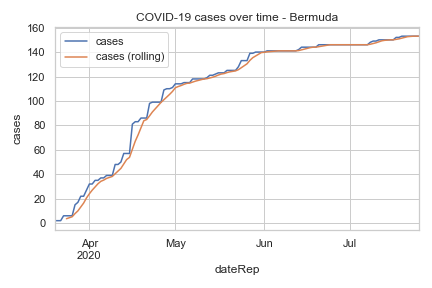 COVID-19 cases over time - Bermuda
cases
cases (rolling)
160
140
120
100
80
60
40
20
0
cases
Apr
2020
May
Jun
Jul
dateRep